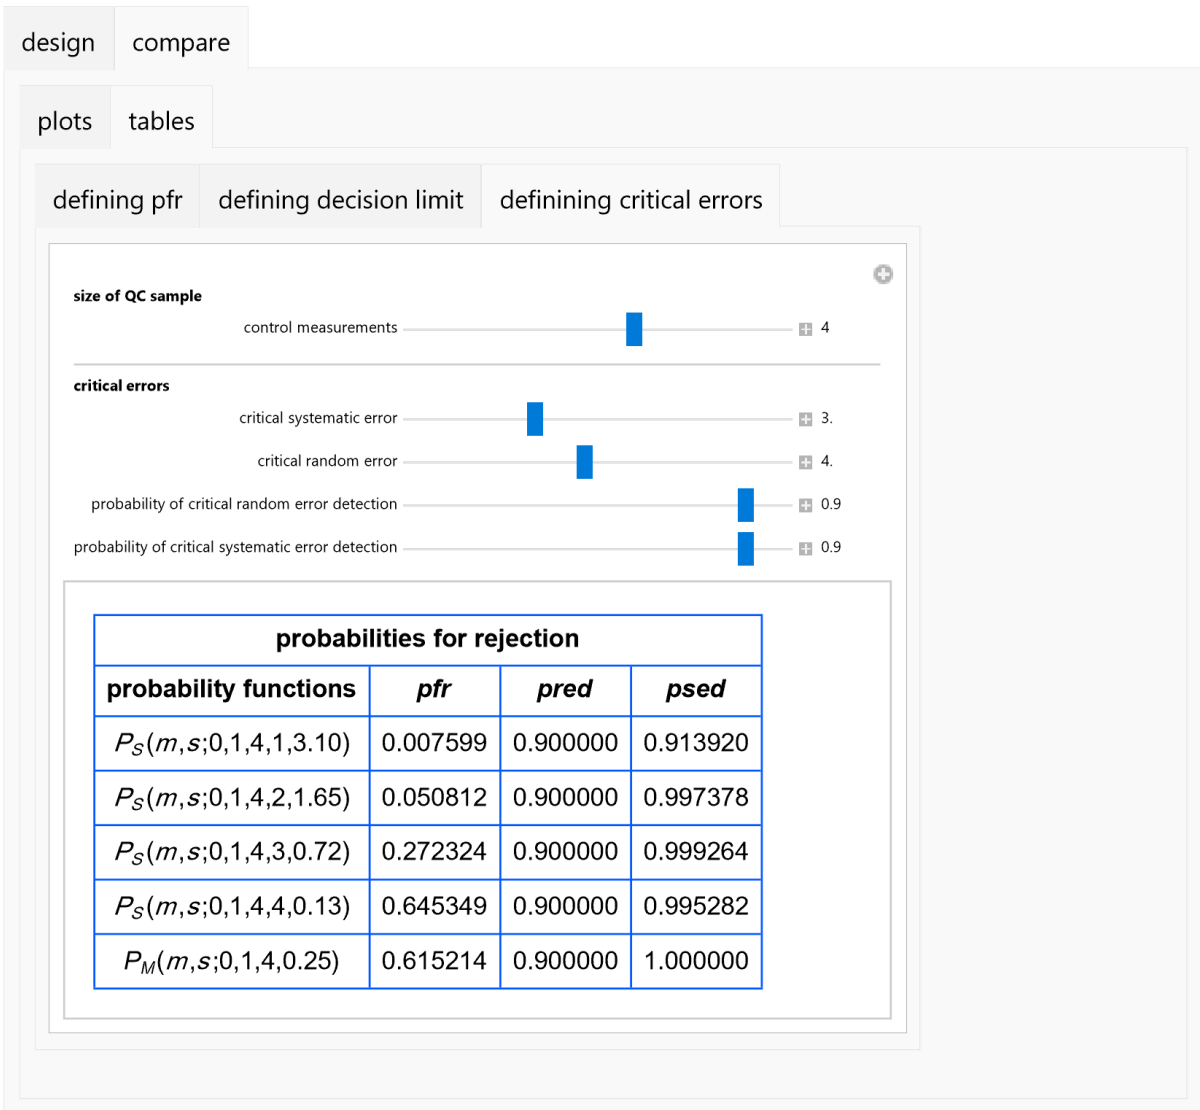 design compare
plots tables
defining pfr defining decision limit definining critical errors
size of QC sample
control measurements 4
critical errors
critical systematic error 3.
critical random error 4.
probability of critical random error detection 0.9
probability of critical systematic error detection 0.9
probabilities for rejection
probability functions pfr pred psed
P_S(m,s;0,1,4,1,3.10) 0.007599 0.900000 0.913920
P_S(m,s;0,1,4,2,1.65) 0.050812 0.900000 0.997378
P_S(m,s;0,1,4,3,0.72) 0.272324 0.900000 0.999264
P_S(m,s;0,1,4,4,0.13) 0.645349 0.900000 0.995282
P_M(m,s;0,1,4,0.25) 0.615214 0.900000 1.000000